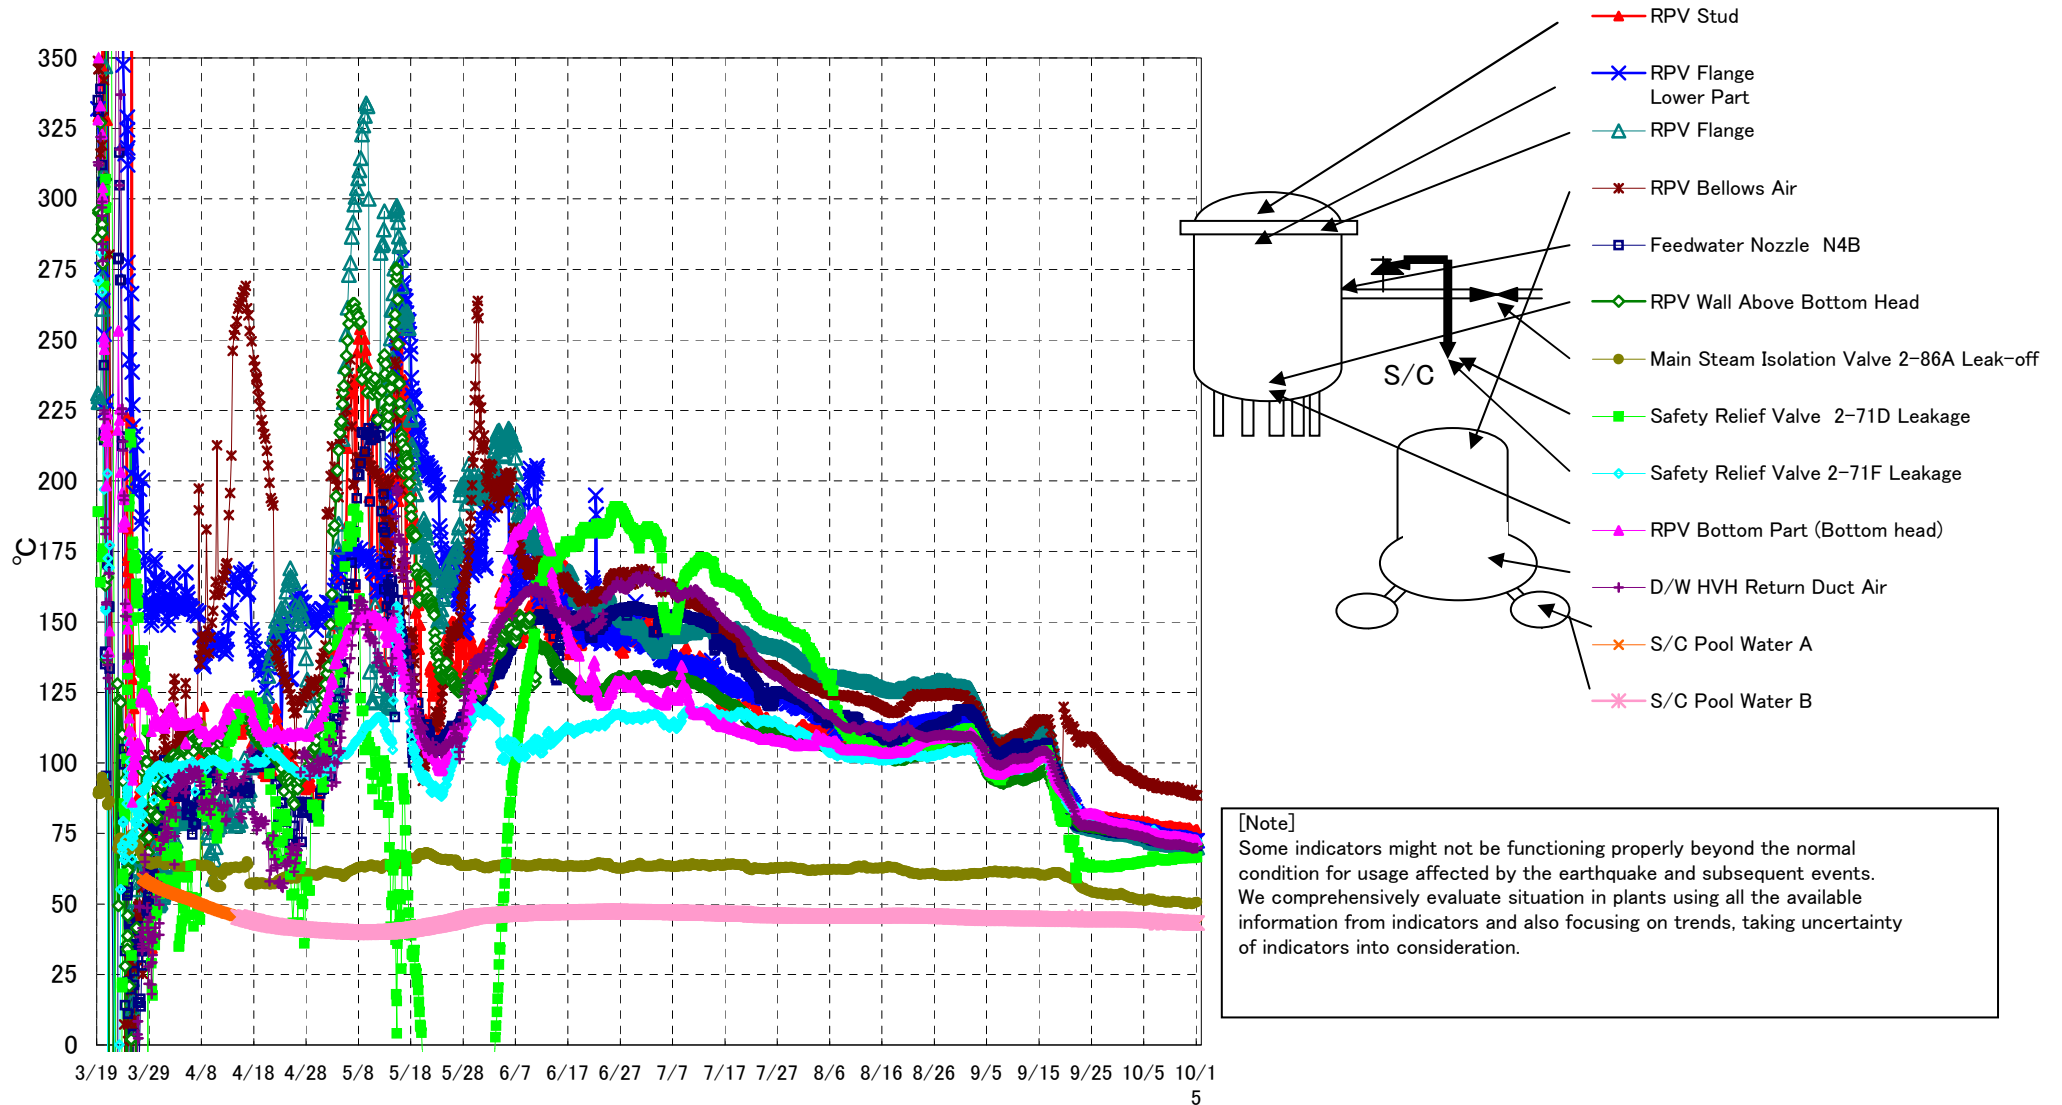 RPV Stud
RPV Flange
Lower Part
RPV Flange
RPV Bellows Air
Feedwater Nozzle N4B
RPV Wall Above Bottom Head
Main Steam Isolation Valve 2-86A Leak-off
Safety Relief Valve 2-71D Leakage
Safety Relief Valve 2-71F Leakage
RPV Bottom Part (Bottom head)
D/W HVH Return Duct Air
S/C Pool Water A
S/C Pool Water B
S/C
℃
350
325
300
275
250
225
200
175
150
125
100
75
50
25
0
3/19 3/29 4/8 4/18 4/28 5/8 5/18 5/28 6/7 6/17 6/27 7/7 7/17 7/27 8/6 8/16 8/26 9/5 9/15 9/25 10/5 10/1
5
[Note]
Some indicators might not be functioning properly beyond the normal
condition for usage affected by the earthquake and subsequent events.
We comprehensively evaluate situation in plants using all the available
information from indicators and also focusing on trends, taking uncertainty
of indicators into consideration.